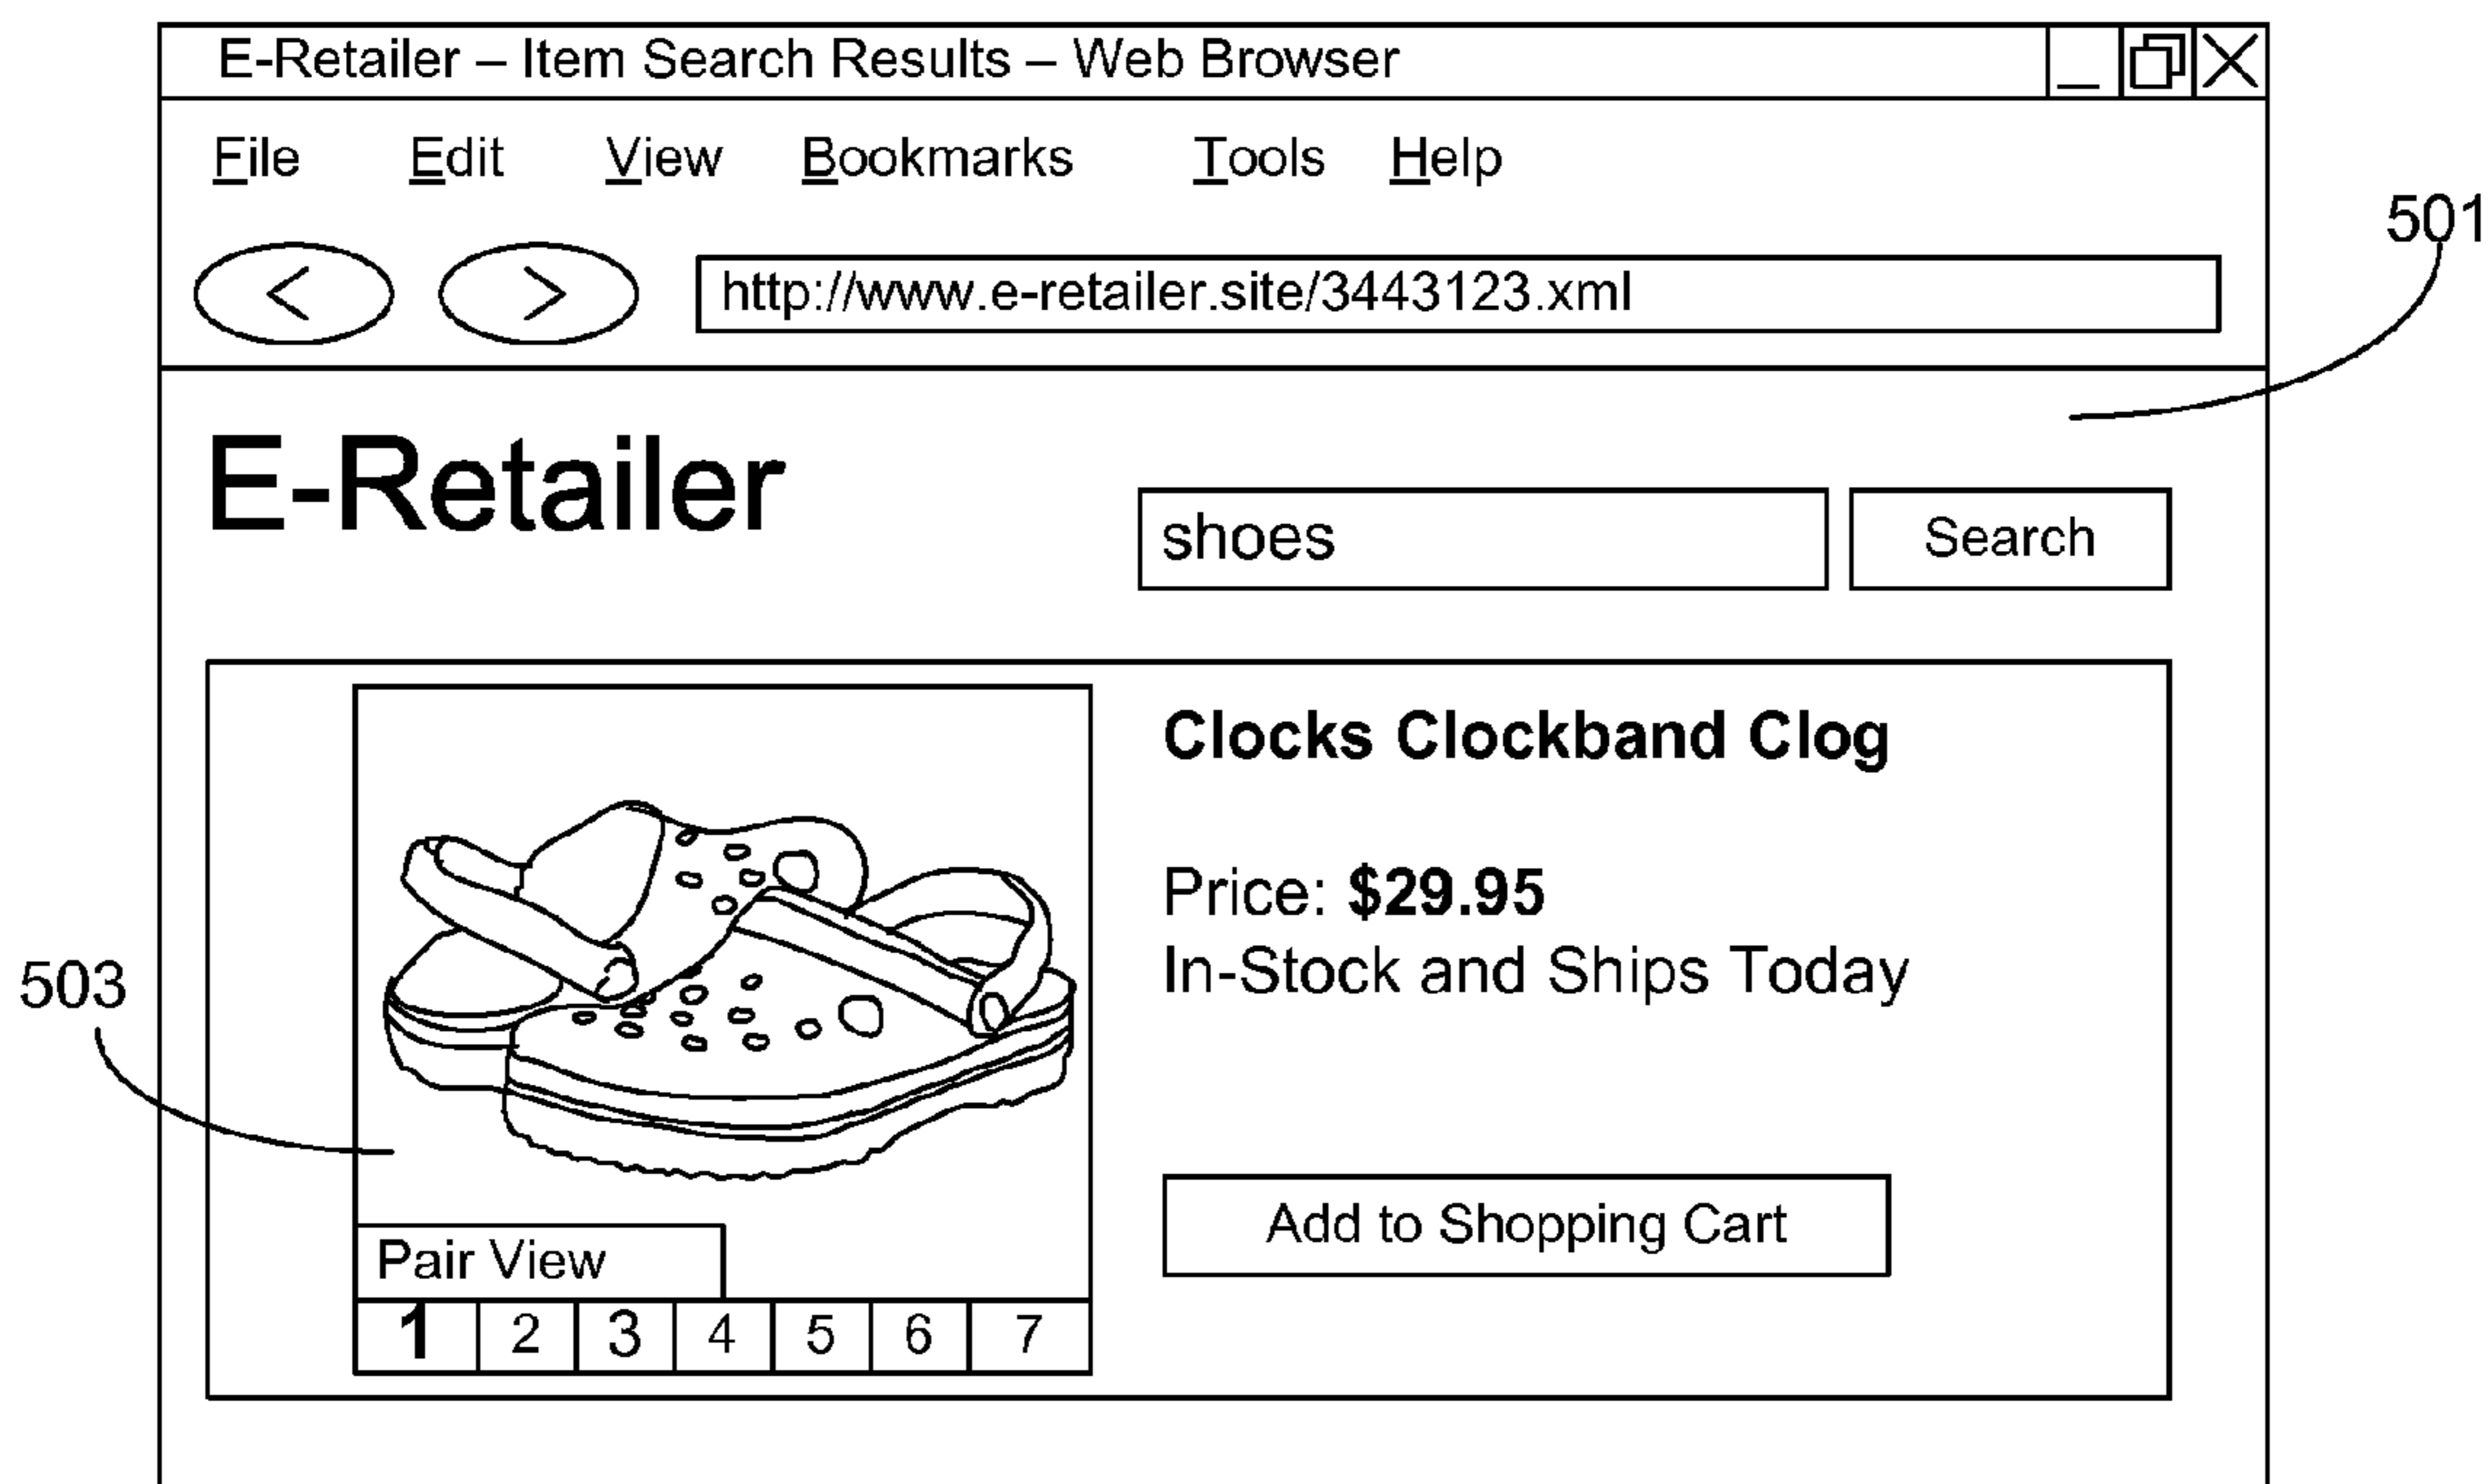 E-Retailer – Item Search Results – Web Browser
File Edit View Bookmarks Tools Help
501
< > http://www.e-retailer.site/3443123.xml
E-Retailer
shoes Search
Clocks Clockband Clog
Price: $29.95
In-Stock and Ships Today
503
Add to Shopping Cart
Pair View
1 2 3 4 5 6 7